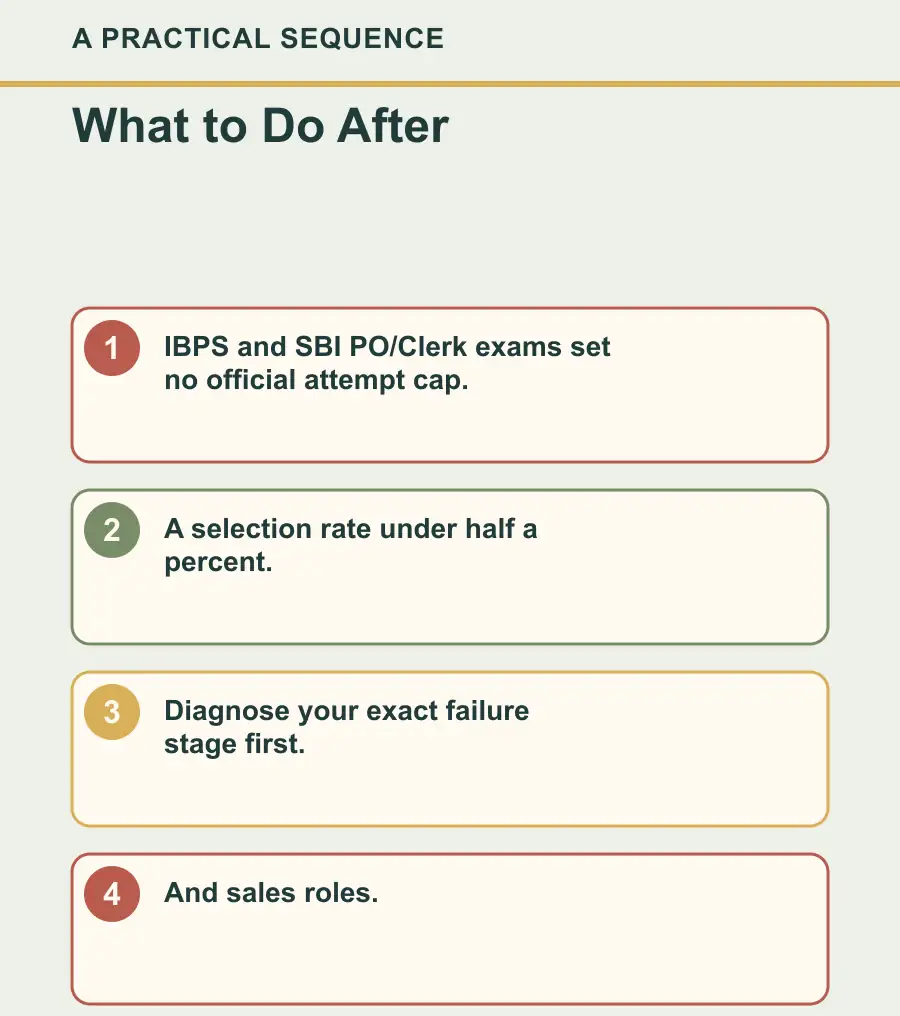 A PRACTICAL SEQUENCE
What to Do After
1
IBPS and SBI PO/Clerk exams set
no official attempt cap.
2
A selection rate under half a
percent.
3
Diagnose your exact failure
stage first.
4
And sales roles.